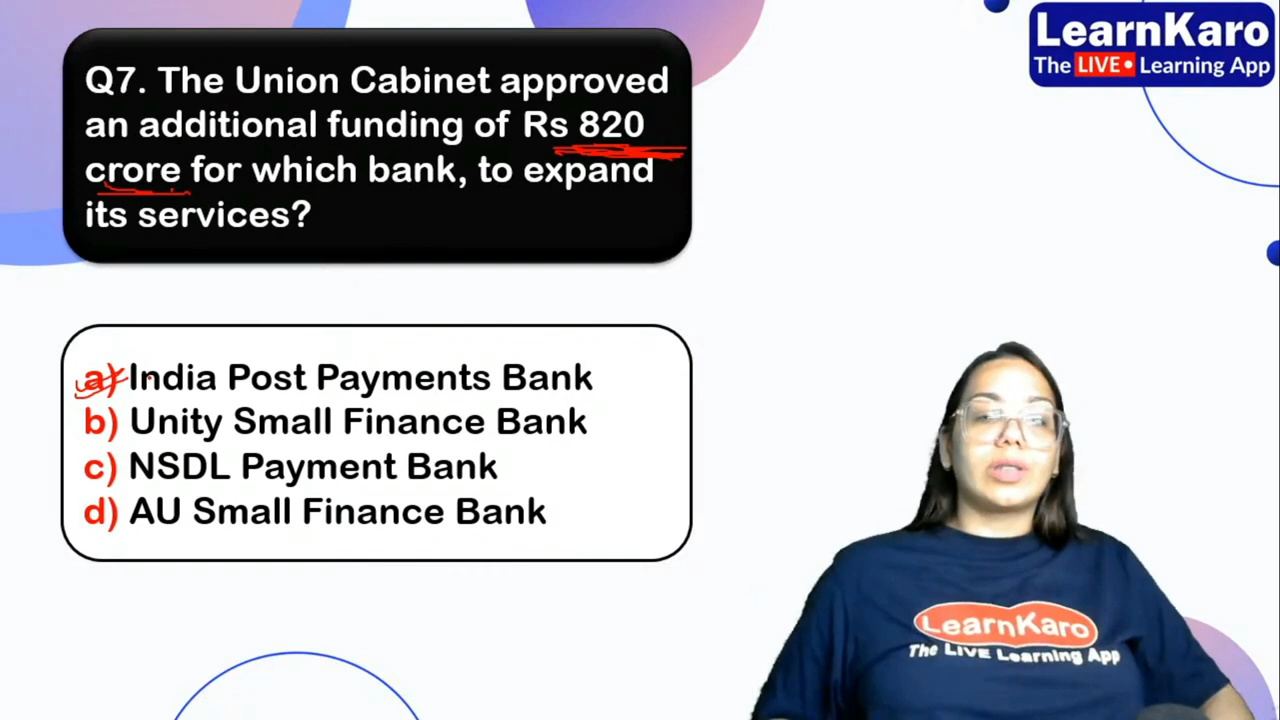 LearnKaro
The LIVE Learning App
Q7. The Union Cabinet approved
an additional funding of Rs 820
crore for which bank, to expand
its services?
a) India Post Payments Bank
b) Unity Small Finance Bank
c) NSDL Payment Bank
d) AU Small Finance Bank
LearnKaro
The LIVE Learning App